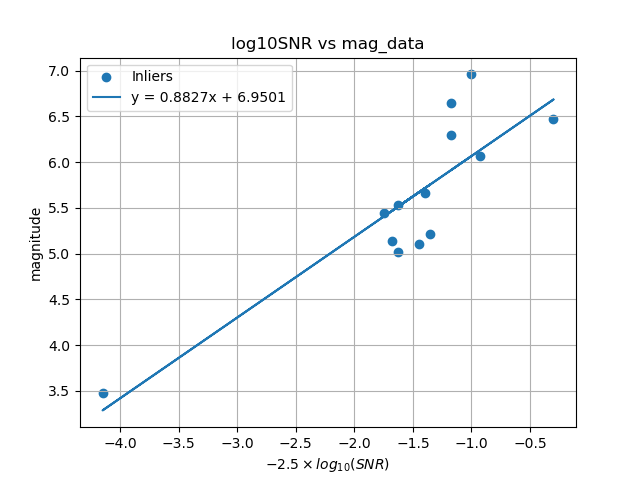 log10SNR vs mag_data
Inliers
y = 0.8827x + 6.9501
7.0
6.5
6.0
5.5
5.0
4.5
4.0
3.5
magnitude
−4.0 −3.5 −3.0 −2.5 −2.0 −1.5 −1.0 −0.5
−2.5 × log₁₀(SNR)